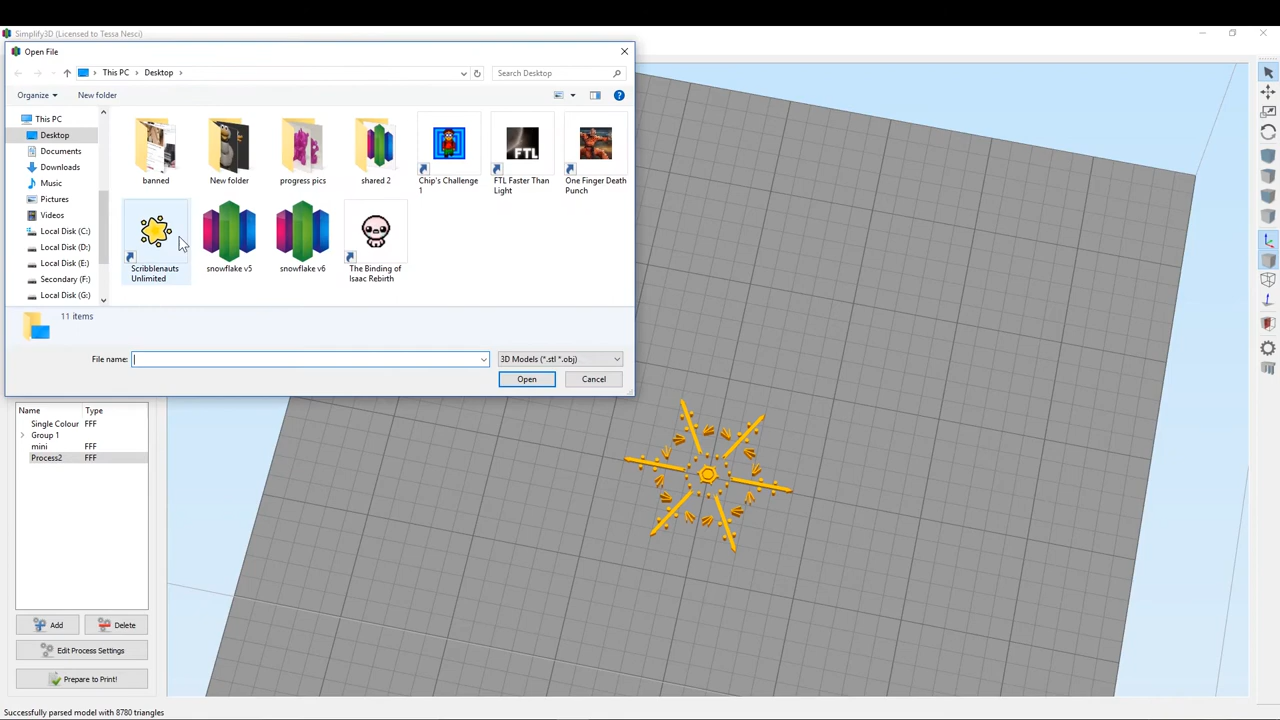 Simplify3D (Licensed to Tessa Nesci)
Open File
This PC
Desktop
Search Desktop
Organize
New folder
This PC
Desktop
Documents
Downloads
Music
Pictures
Videos
Local Disk (C:)
Local Disk (D:)
Local Disk (E:)
Secondary (F:)
Local Disk (G:)
banned
New folder
progress pics
shared 2
Chip's Challenge
1
FTL
FTL Faster Than
Light
One Finger Death
Punch
Scribblenauts
Unlimited
snowflake v5
snowflake v6
The Binding of
Isaac Rebirth
11 items
File name:
3D Models (*.stl *.obj)
Open
Cancel
Name Type
Single Colour FFF
Group 1
mini FFF
Process2 FFF
Add
Delete
Edit Process Settings
Prepare to Print!
Successfully parsed model with 8780 triangles